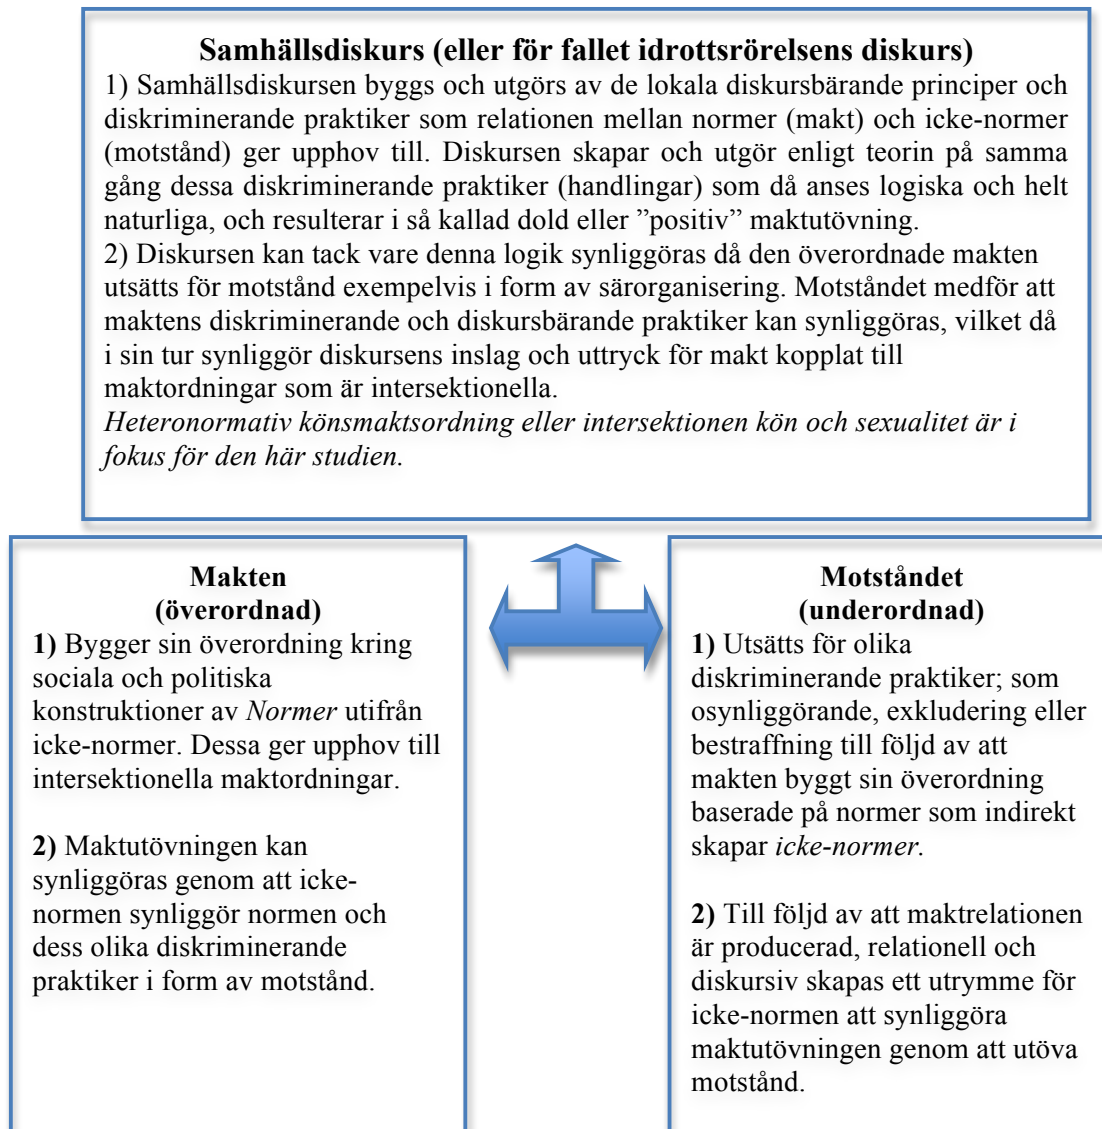 Samhällsdiskurs (eller för fallet idrottsrörelsens diskurs)
1) Samhällsdiskursen byggs och utgörs av de lokala diskursbärande principer och
diskriminerande praktiker som relationen mellan normer (makt) och icke-normer
(motstånd) ger upphov till. Diskursen skapar och utgör enligt teorin på samma
gång dessa diskriminerande praktiker (handlingar) som då anses logiska och helt
naturliga, och resulterar i så kallad dold eller ”positiv” maktutövning.
2) Diskursen kan tack vare denna logik synliggöras då den överordnade makten
utsätts för motstånd exempelvis i form av särorganisering. Motståndet medför att
maktens diskriminerande och diskursbärande praktiker kan synliggöras, vilket då
i sin tur synliggör diskursens inslag och uttryck för makt kopplat till
maktordningar som är intersektionella.
Heteronormativ könsmaktsordning eller intersektionen kön och sexualitet är i
fokus för den här studien.
Makten
(överordnad)
1) Bygger sin överordning kring
sociala och politiska
konstruktioner av Normer utifrån
icke-normer. Dessa ger upphov till
intersektionella maktordningar.
2) Maktutövningen kan
synliggöras genom att icke-
normen synliggör normen och
dess olika diskriminerande
praktiker i form av motstånd.
Motståndet
(underordnad)
1) Utsätts för olika
diskriminerande praktiker; som
osynliggörande, exkludering eller
bestraffning till följd av att
makten byggt sin överordning
baserade på normer som indirekt
skapar icke-normer.
2) Till följd av att maktrelationen
är producerad, relationell och
diskursiv skapas ett utrymme för
icke-normen att synliggöra
maktutövningen genom att utöva
motstånd.